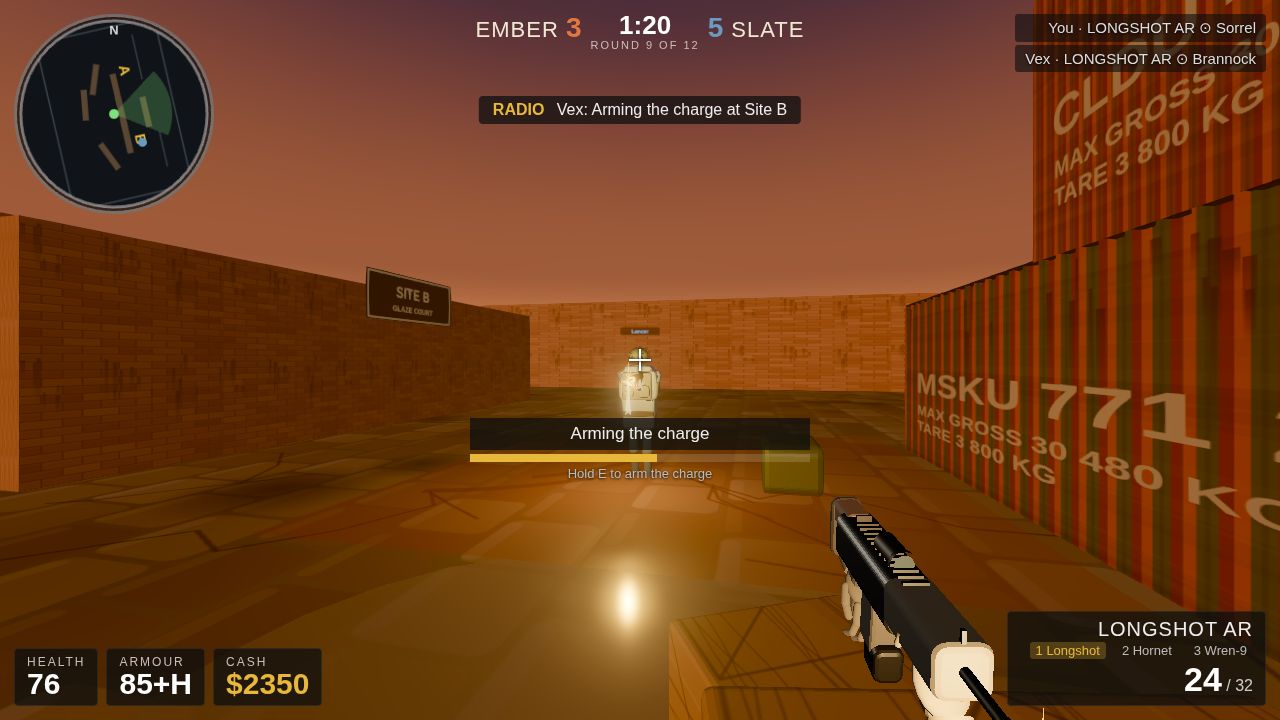 N
A
B
EMBER 3 1:20 5 SLATE
ROUND 9 OF 12
You · LONGSHOT AR ⊙ Sorrel
Vex · LONGSHOT AR ⊙ Brannock
RADIO Vex: Arming the charge at Site B
MAX GROSS
TARE 3 800 KG
SITE B
GLAZE COURT
Lancer
MSKU 771
MAX GROSS 30 480 KG
TARE 3 800 KG
Arming the charge
Hold E to arm the charge
HEALTH
76
ARMOUR
85+H
CASH
$2350
LONGSHOT AR
1 Longshot 2 Hornet 3 Wren-9
24 / 32